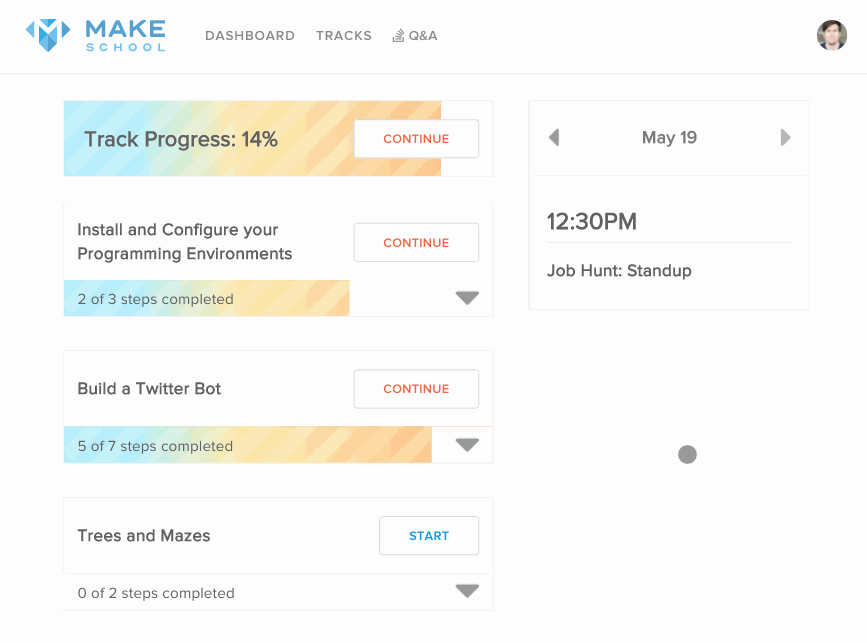 MAKE
SCHOOL
DASHBOARD
TRACKS
Q&A
Track Progress: 14%
CONTINUE
Install and Configure your
Programming Environments
CONTINUE
2 of 3 steps completed
Build a Twitter Bot
CONTINUE
5 of 7 steps completed
Trees and Mazes
START
0 of 2 steps completed
May 19
12:30PM
Job Hunt: Standup